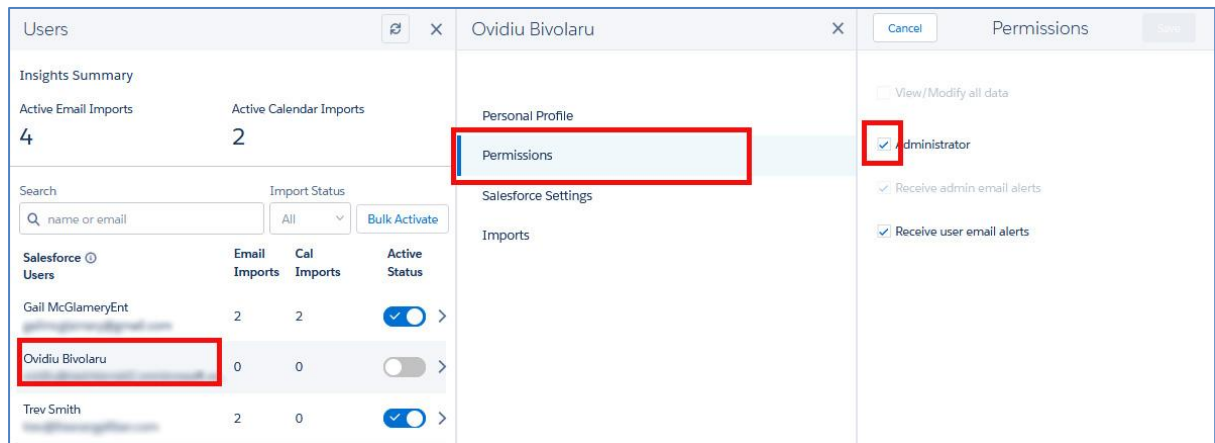 Users
Insights Summary
Active Email Imports
Active Calendar Imports
4
2
Search
Import Status
name or email
All
Bulk Activate
Salesforce
Users
Email
Imports
Cal
Imports
Active
Status
Gail McGlameryEnt
2
2
Ovidiu Bivolaru
0
0
Trev Smith
2
0
Ovidiu Bivolaru
Personal Profile
Permissions
Salesforce Settings
Imports
Cancel
Permissions
Save
View/Modify all data
Administrator
Receive admin email alerts
Receive user email alerts